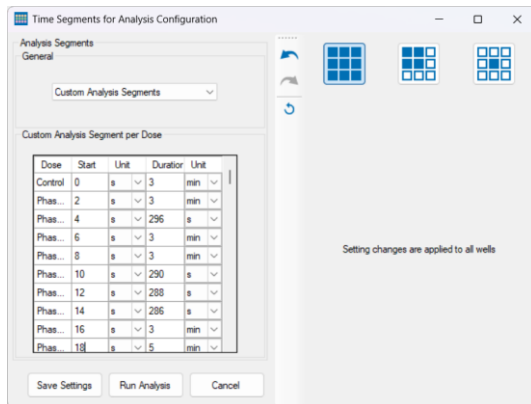 Time Segments for Analysis Configuration
Analysis Segments
General
Custom Analysis Segments
Custom Analysis Segment per Dose
Dose Start Unit Duration Unit
Control 0 s 3 min
Phas... 2 s 3 min
Phas... 4 s 296 s
Phas... 6 s 3 min
Phas... 8 s 3 min
Phas... 10 s 290 s
Phas... 12 s 288 s
Phas... 14 s 286 s
Phas... 16 s 3 min
Phas... 18 s 5 min
Save Settings Run Analysis Cancel
Setting changes are applied to all wells